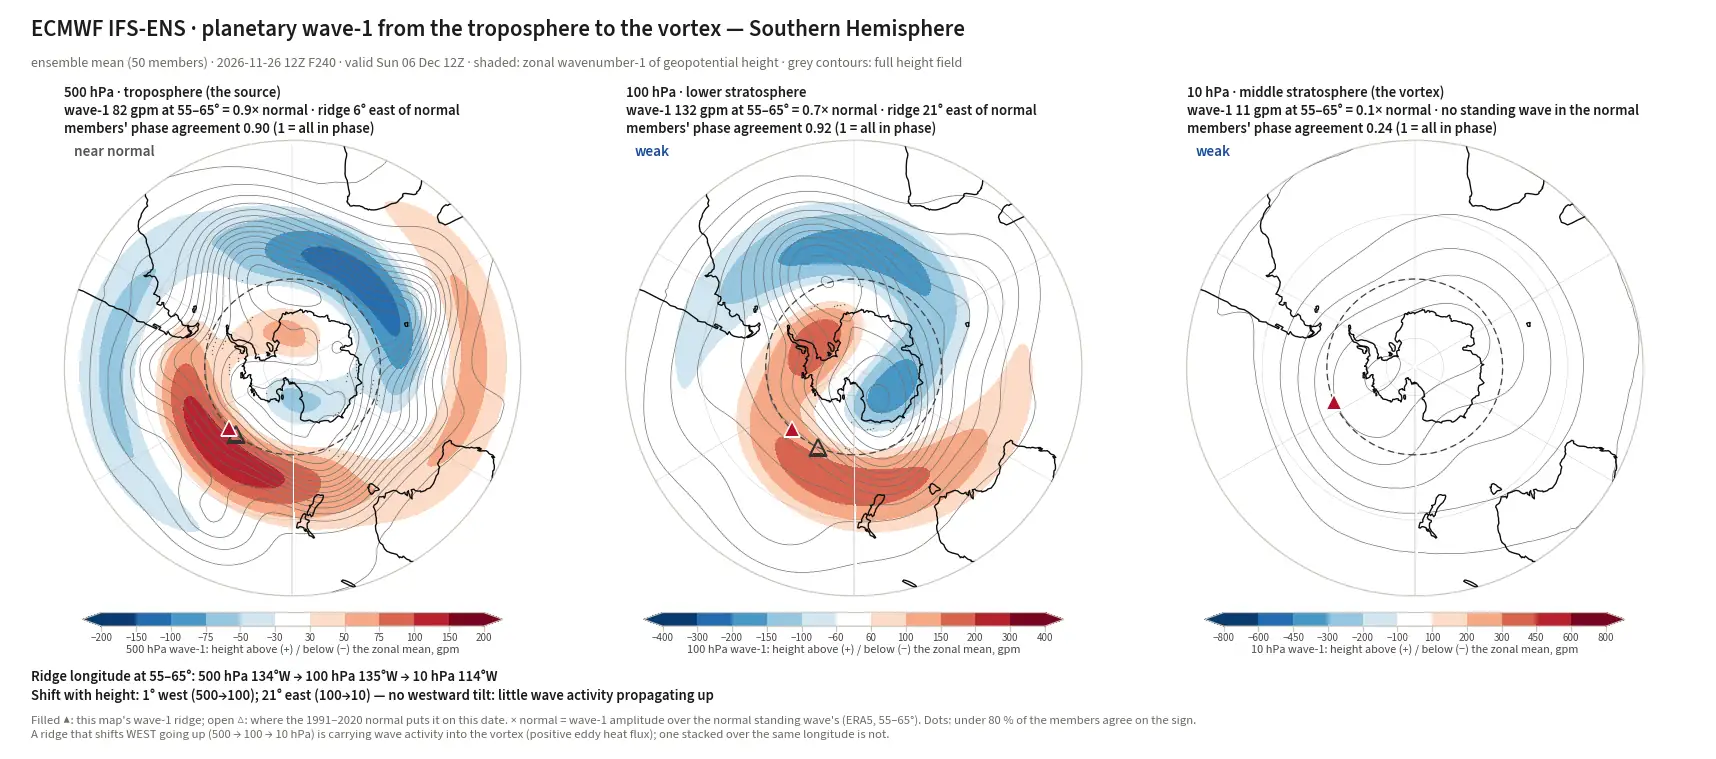 ECMWF IFS-ENS · planetary wave-1 from the troposphere to the vortex — Southern Hemisphere
ensemble mean (50 members) · 2026-11-26 12Z F240 · valid Sun 06 Dec 12Z · shaded: zonal wavenumber-1 of geopotential height · grey contours: full height field
500 hPa · troposphere (the source)
wave-1 82 gpm at 55–65° = 0.9× normal · ridge 6° east of normal
members' phase agreement 0.90 (1 = all in phase)
near normal
100 hPa · lower stratosphere
wave-1 132 gpm at 55–65° = 0.7× normal · ridge 21° east of normal
members' phase agreement 0.92 (1 = all in phase)
weak
10 hPa · middle stratosphere (the vortex)
wave-1 11 gpm at 55–65° = 0.1× normal · no standing wave in the normal
members' phase agreement 0.24 (1 = all in phase)
weak
−200 −150 −100 −75 −50 −30 30 50 75 100 150 200
500 hPa wave-1: height above (+) / below (−) the zonal mean, gpm
−400 −300 −200 −150 −100 −60 60 100 150 200 300 400
100 hPa wave-1: height above (+) / below (−) the zonal mean, gpm
−800 −600 −450 −300 −200 −100 100 200 300 450 600 800
10 hPa wave-1: height above (+) / below (−) the zonal mean, gpm
Ridge longitude at 55–65°: 500 hPa 134°W → 100 hPa 135°W → 10 hPa 114°W
Shift with height: 1° west (500→100); 21° east (100→10) — no westward tilt: little wave activity propagating up
Filled ▲: this map's wave-1 ridge; open △: where the 1991–2020 normal puts it on this date. × normal = wave-1 amplitude over the normal standing wave's (ERA5, 55–65°). Dots: under 80 % of the members agree on the sign.
A ridge that shifts WEST going up (500 → 100 → 10 hPa) is carrying wave activity into the vortex (positive eddy heat flux); one stacked over the same longitude is not.